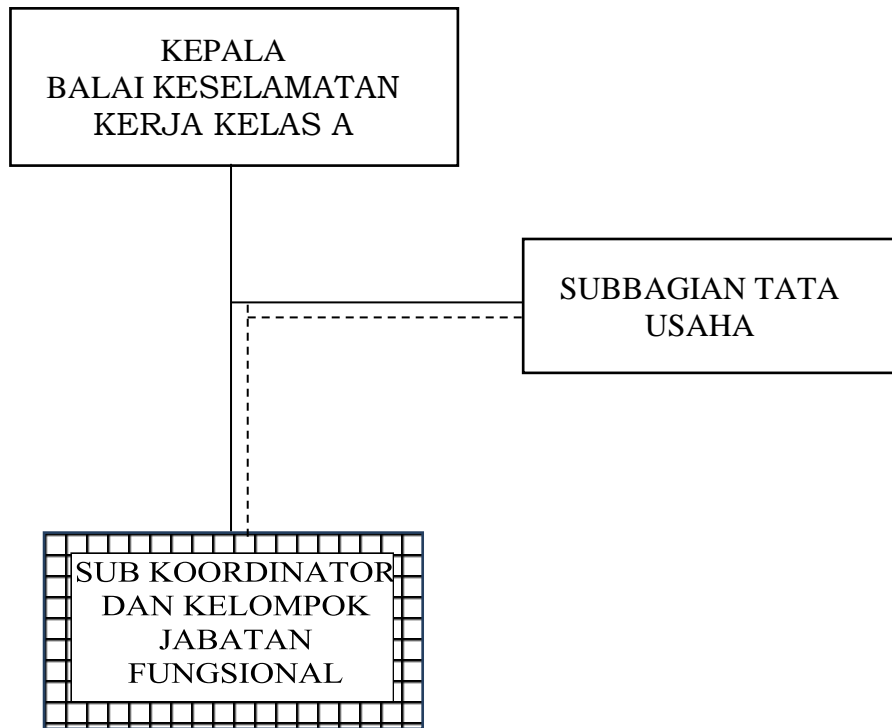 KEPALA
BALAI KESELAMATAN
KERJA KELAS A
SUBBAGIAN TATA
USAHA
SUB KOORDINATOR
DAN KELOMPOK
JABATAN
FUNGSIONAL